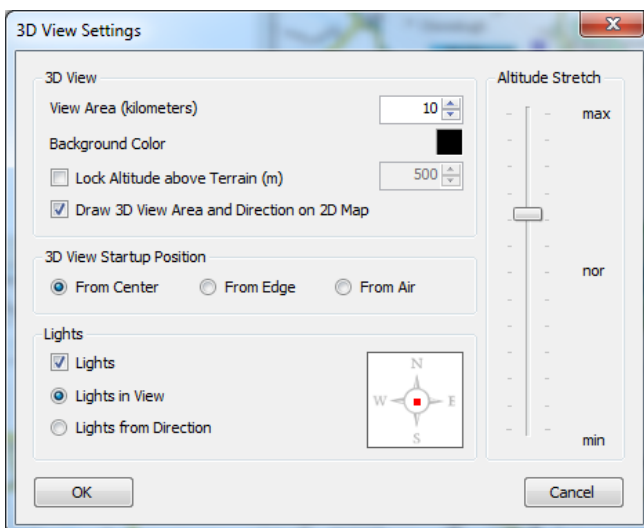 3D View Settings
3D View
View Area (kilometers) 10
Background Color
Lock Altitude above Terrain (m) 500
Draw 3D View Area and Direction on 2D Map
3D View Startup Position
From Center From Edge From Air
Lights
Lights
Lights in View
Lights from Direction
N
W E
S
Altitude Stretch
max
nor
min
OK Cancel